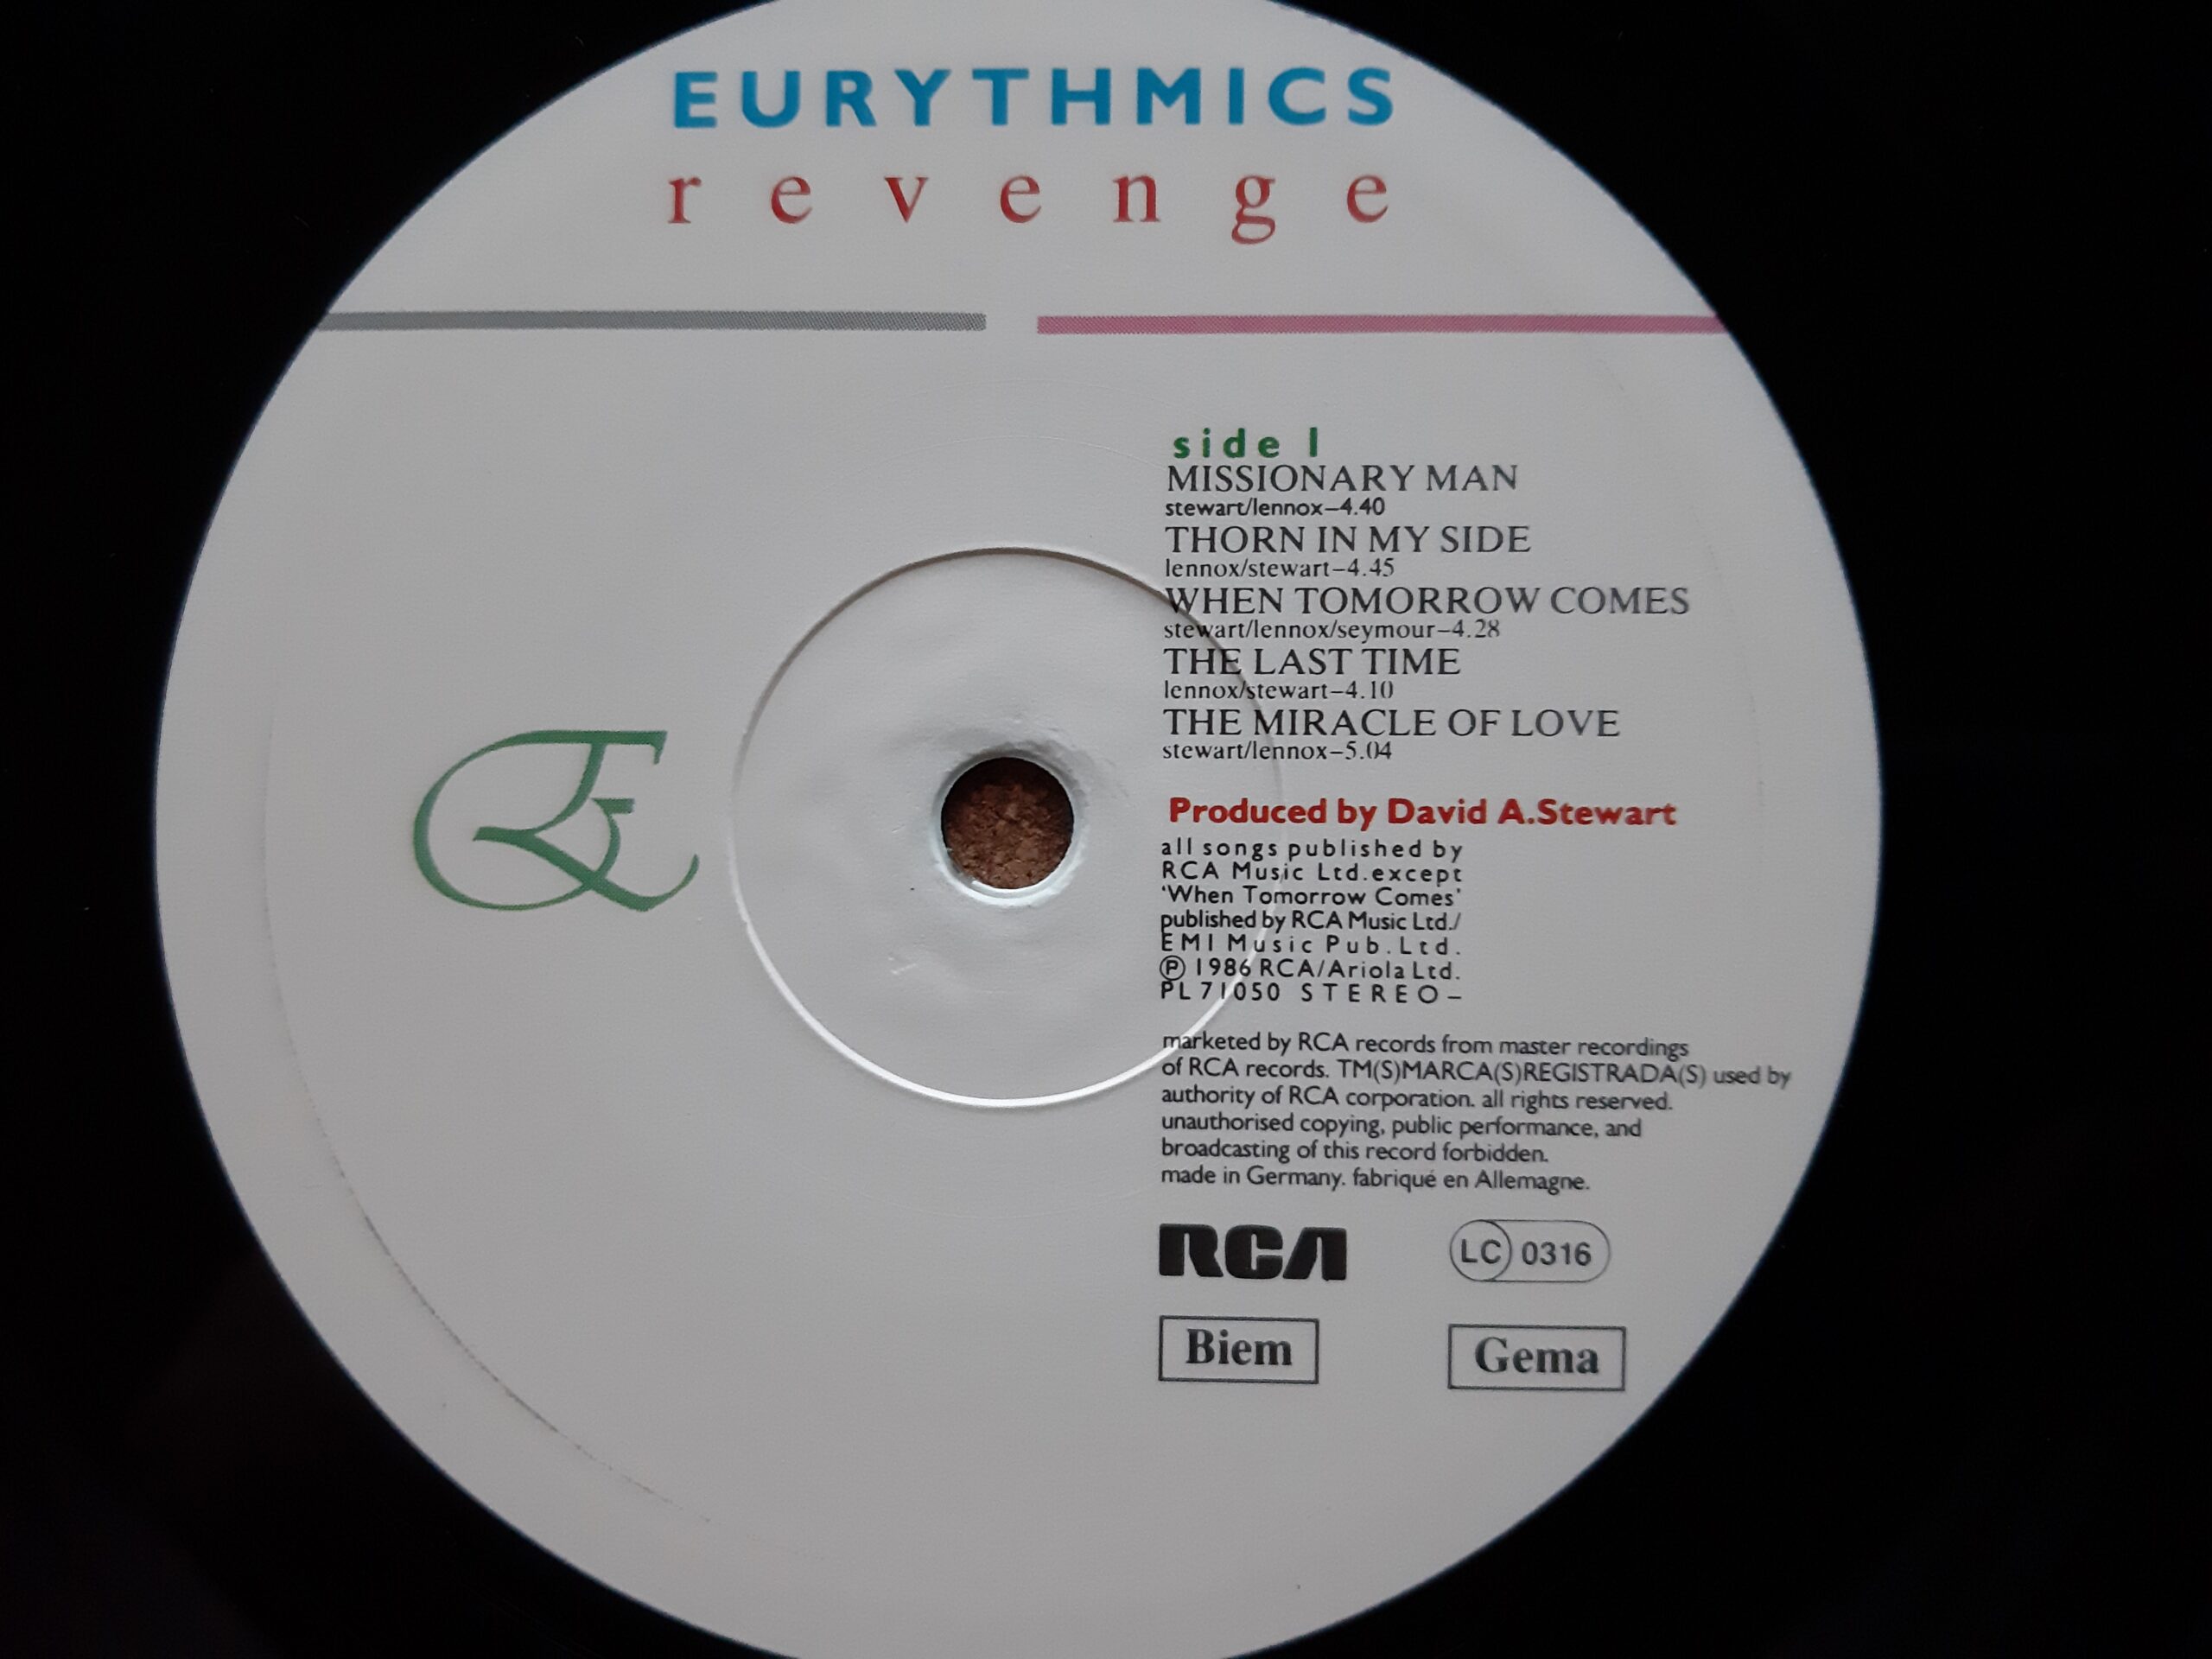 EURYTHMICS
revenge
side 1
MISSIONARY MAN
stewart/lennox–4.40
THORN IN MY SIDE
lennox/stewart–4.45
WHEN TOMORROW COMES
stewart/lennox/seymour–4.28
THE LAST TIME
lennox/stewart–4.10
THE MIRACLE OF LOVE
stewart/lennox–5.04
Produced by David A.Stewart
all songs published by
RCA Music Ltd.except
'When Tomorrow Comes'
published by RCA Music Ltd./
EMI Music Pub.Ltd.
Ⓟ 1986 RCA/Ariola Ltd.
PL 71050 STEREO–
marketed by RCA records from master recordings
of RCA records. TM(S)MARCA(S)REGISTRADA(S) used by
authority of RCA corporation. all rights reserved.
unauthorised copying, public performance, and
broadcasting of this record forbidden.
made in Germany. fabriqué en Allemagne.
RCA LC 0316
Biem Gema